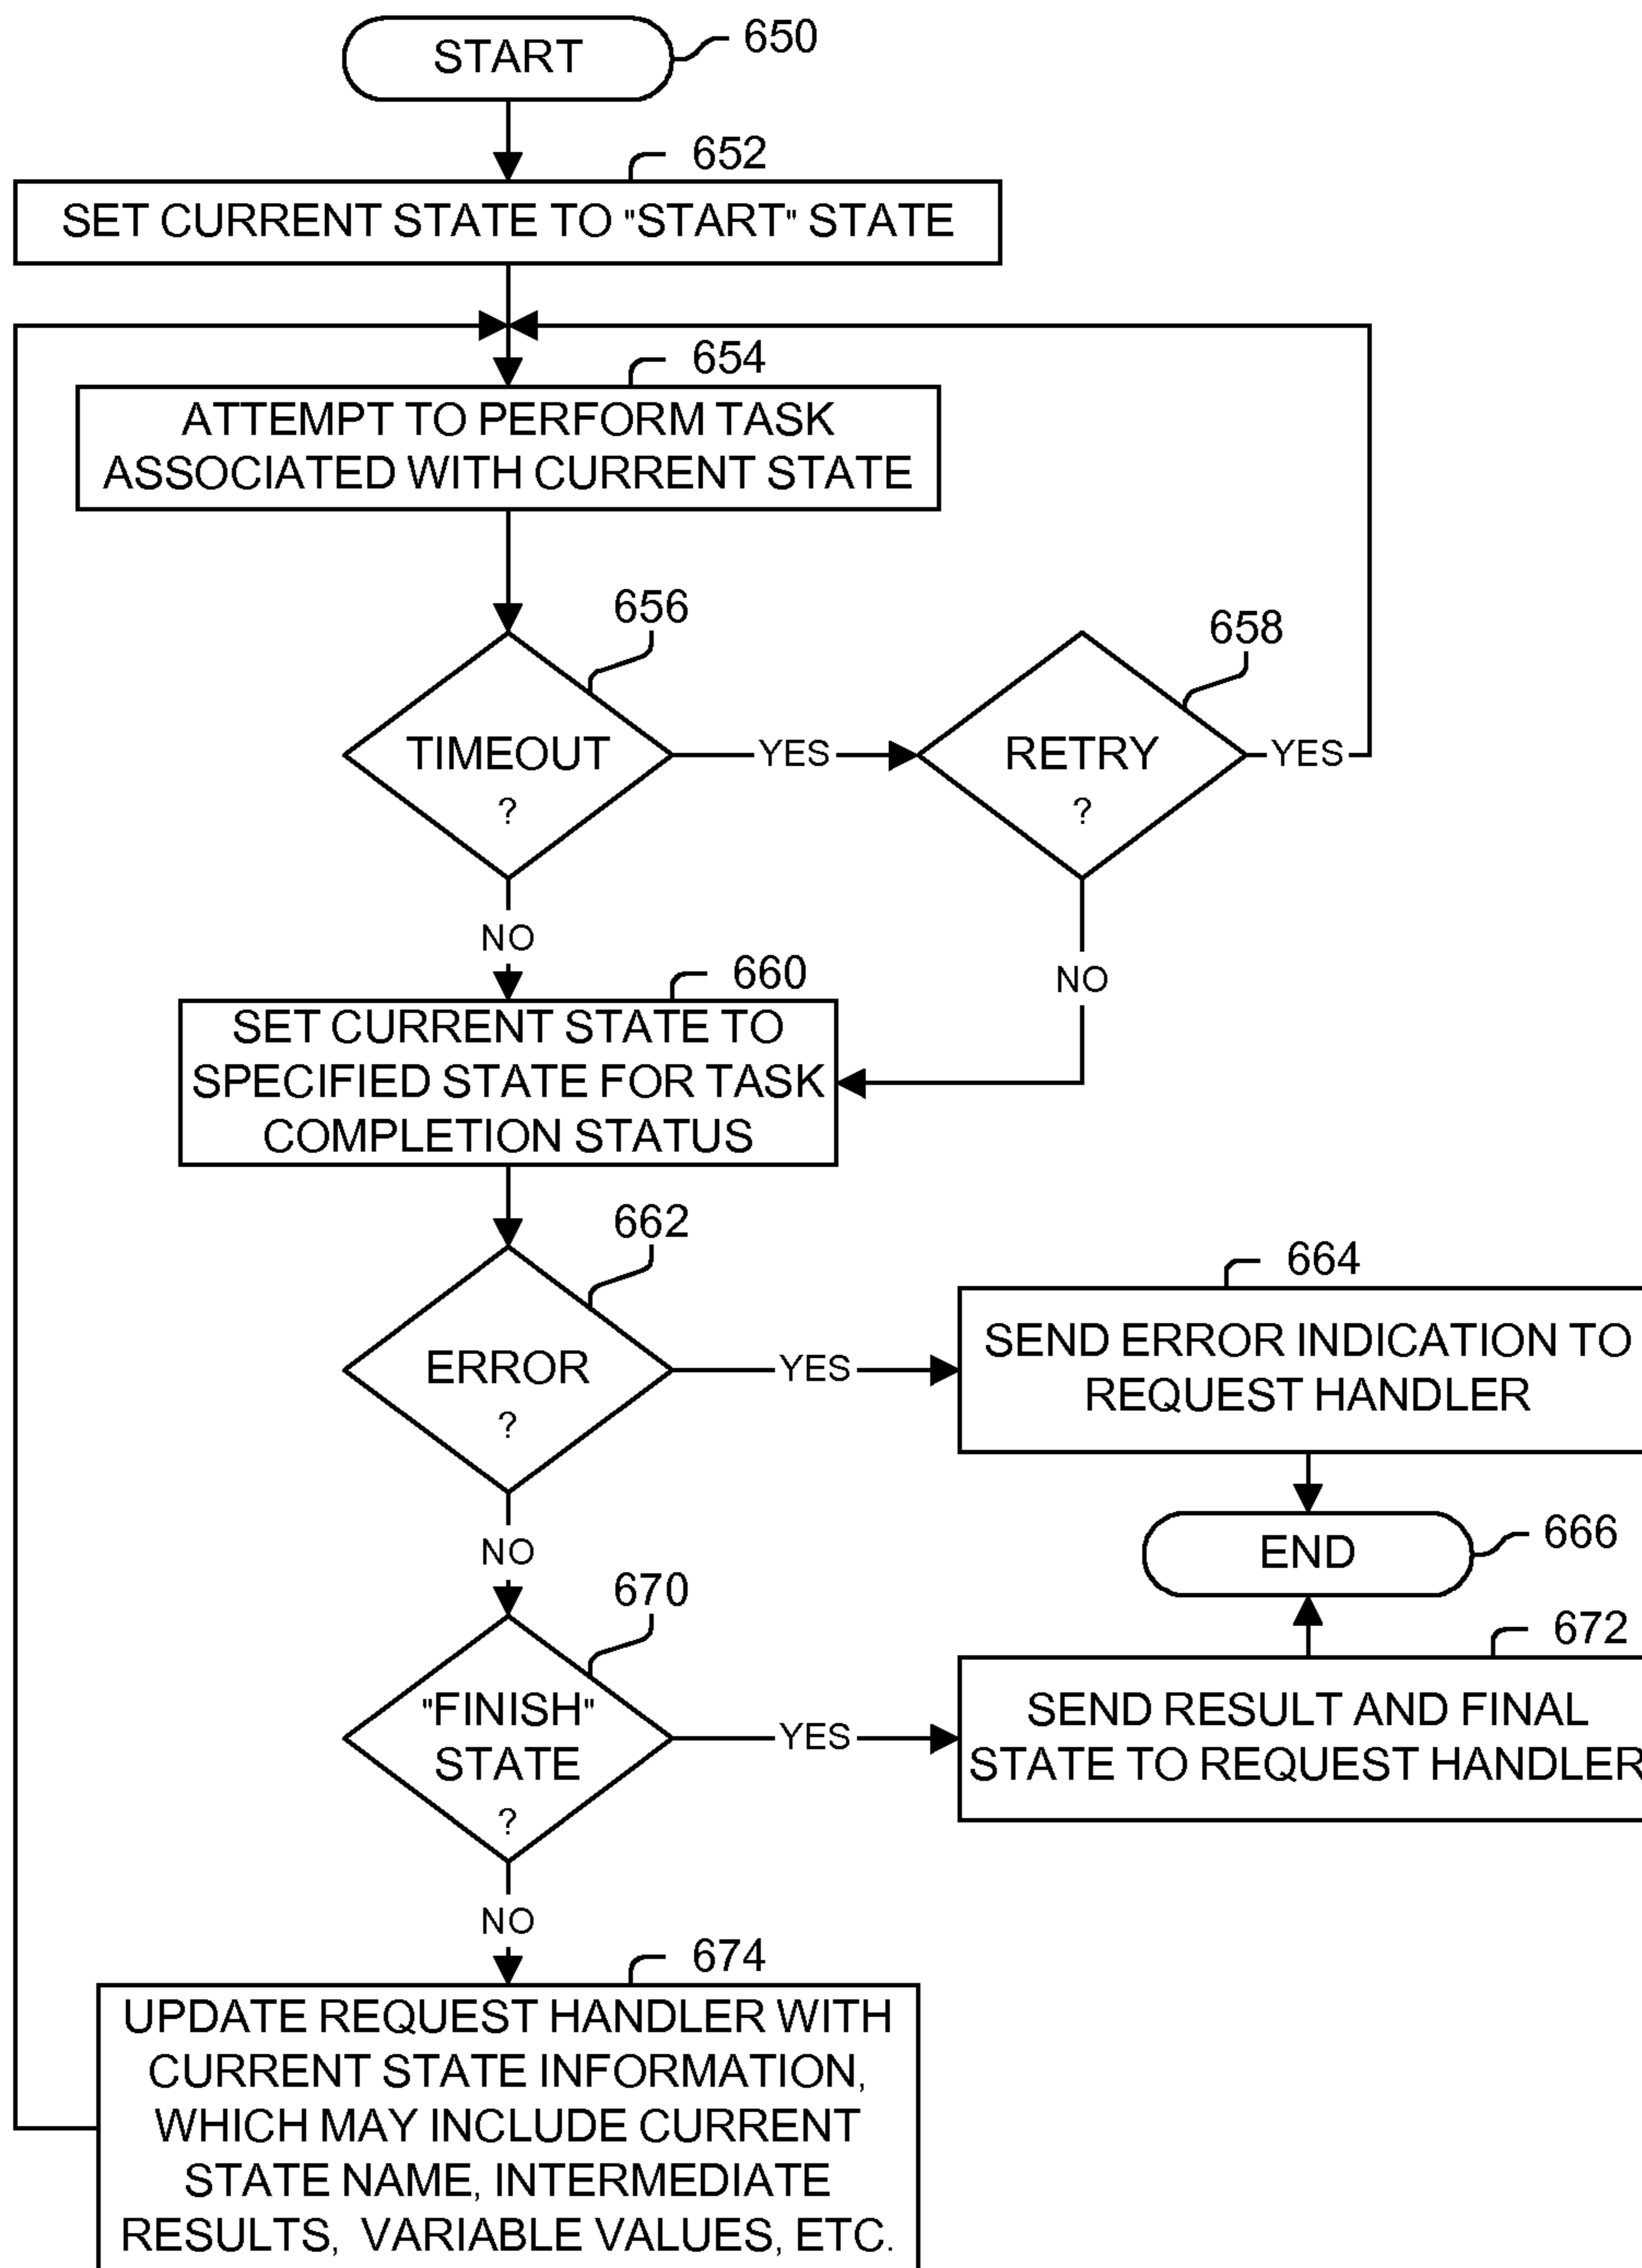 START
650
652
SET CURRENT STATE TO "START" STATE
654
ATTEMPT TO PERFORM TASK
ASSOCIATED WITH CURRENT STATE
656
658
TIMEOUT
?
YES
RETRY
?
YES
NO
NO
660
SET CURRENT STATE TO
SPECIFIED STATE FOR TASK
COMPLETION STATUS
662
ERROR
?
YES
664
SEND ERROR INDICATION TO
REQUEST HANDLER
NO
END
666
670
"FINISH"
STATE
?
YES
672
SEND RESULT AND FINAL
STATE TO REQUEST HANDLER
NO
674
UPDATE REQUEST HANDLER WITH
CURRENT STATE INFORMATION,
WHICH MAY INCLUDE CURRENT
STATE NAME, INTERMEDIATE
RESULTS, VARIABLE VALUES, ETC.